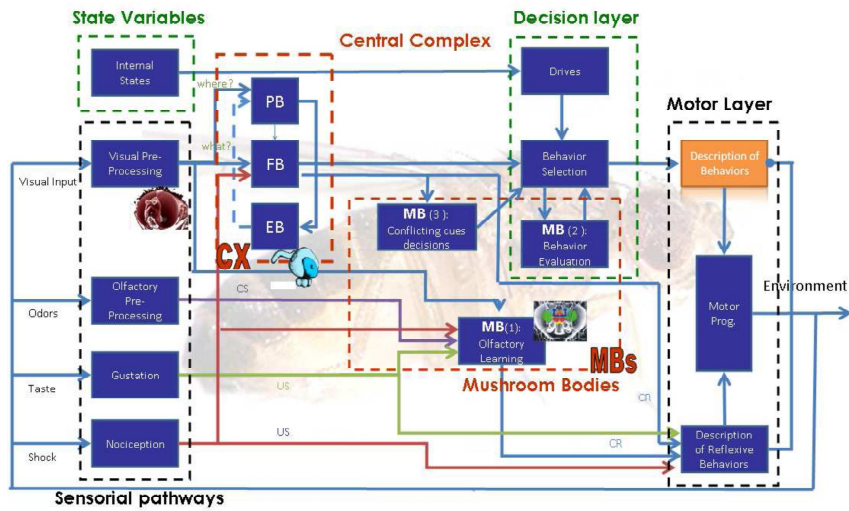 State Variables
Decision layer
Central Complex
Internal
States
where?
PB
Drives
Motor Layer
what?
Visual Pre-
Processing
FB
Behavior
Selection
Description of
Behaviors
Visual Input
EB
MB (3):
Conflicting cues
decisions
MB (2):
Behavior
Evaluation
CX
Olfactory
Pre-
Processing
CS
Motor
Prog.
Environment
Odors
MB(1):
Olfactory
Learning
MBs
Mushroom Bodies
Gustation
Taste
US
CR
US
CR
Nociception
Description
of Reflexive
Behaviors
Shock
Sensorial pathways